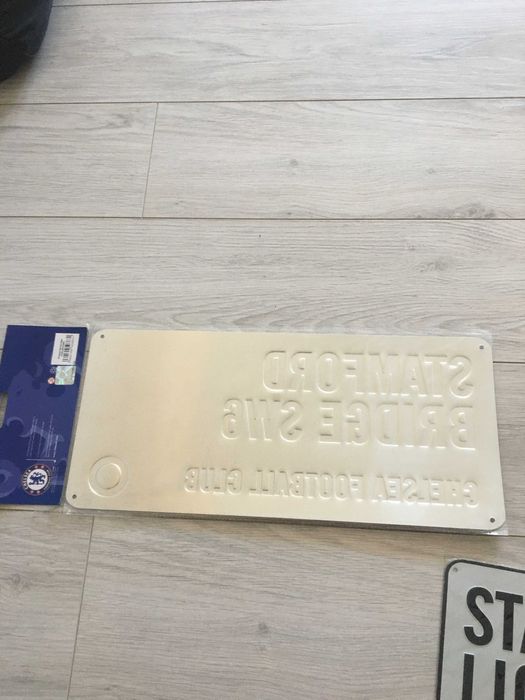 STAMFORD
BRIDGE SW6
CHELSEA FOOTBALL CLUB
STA